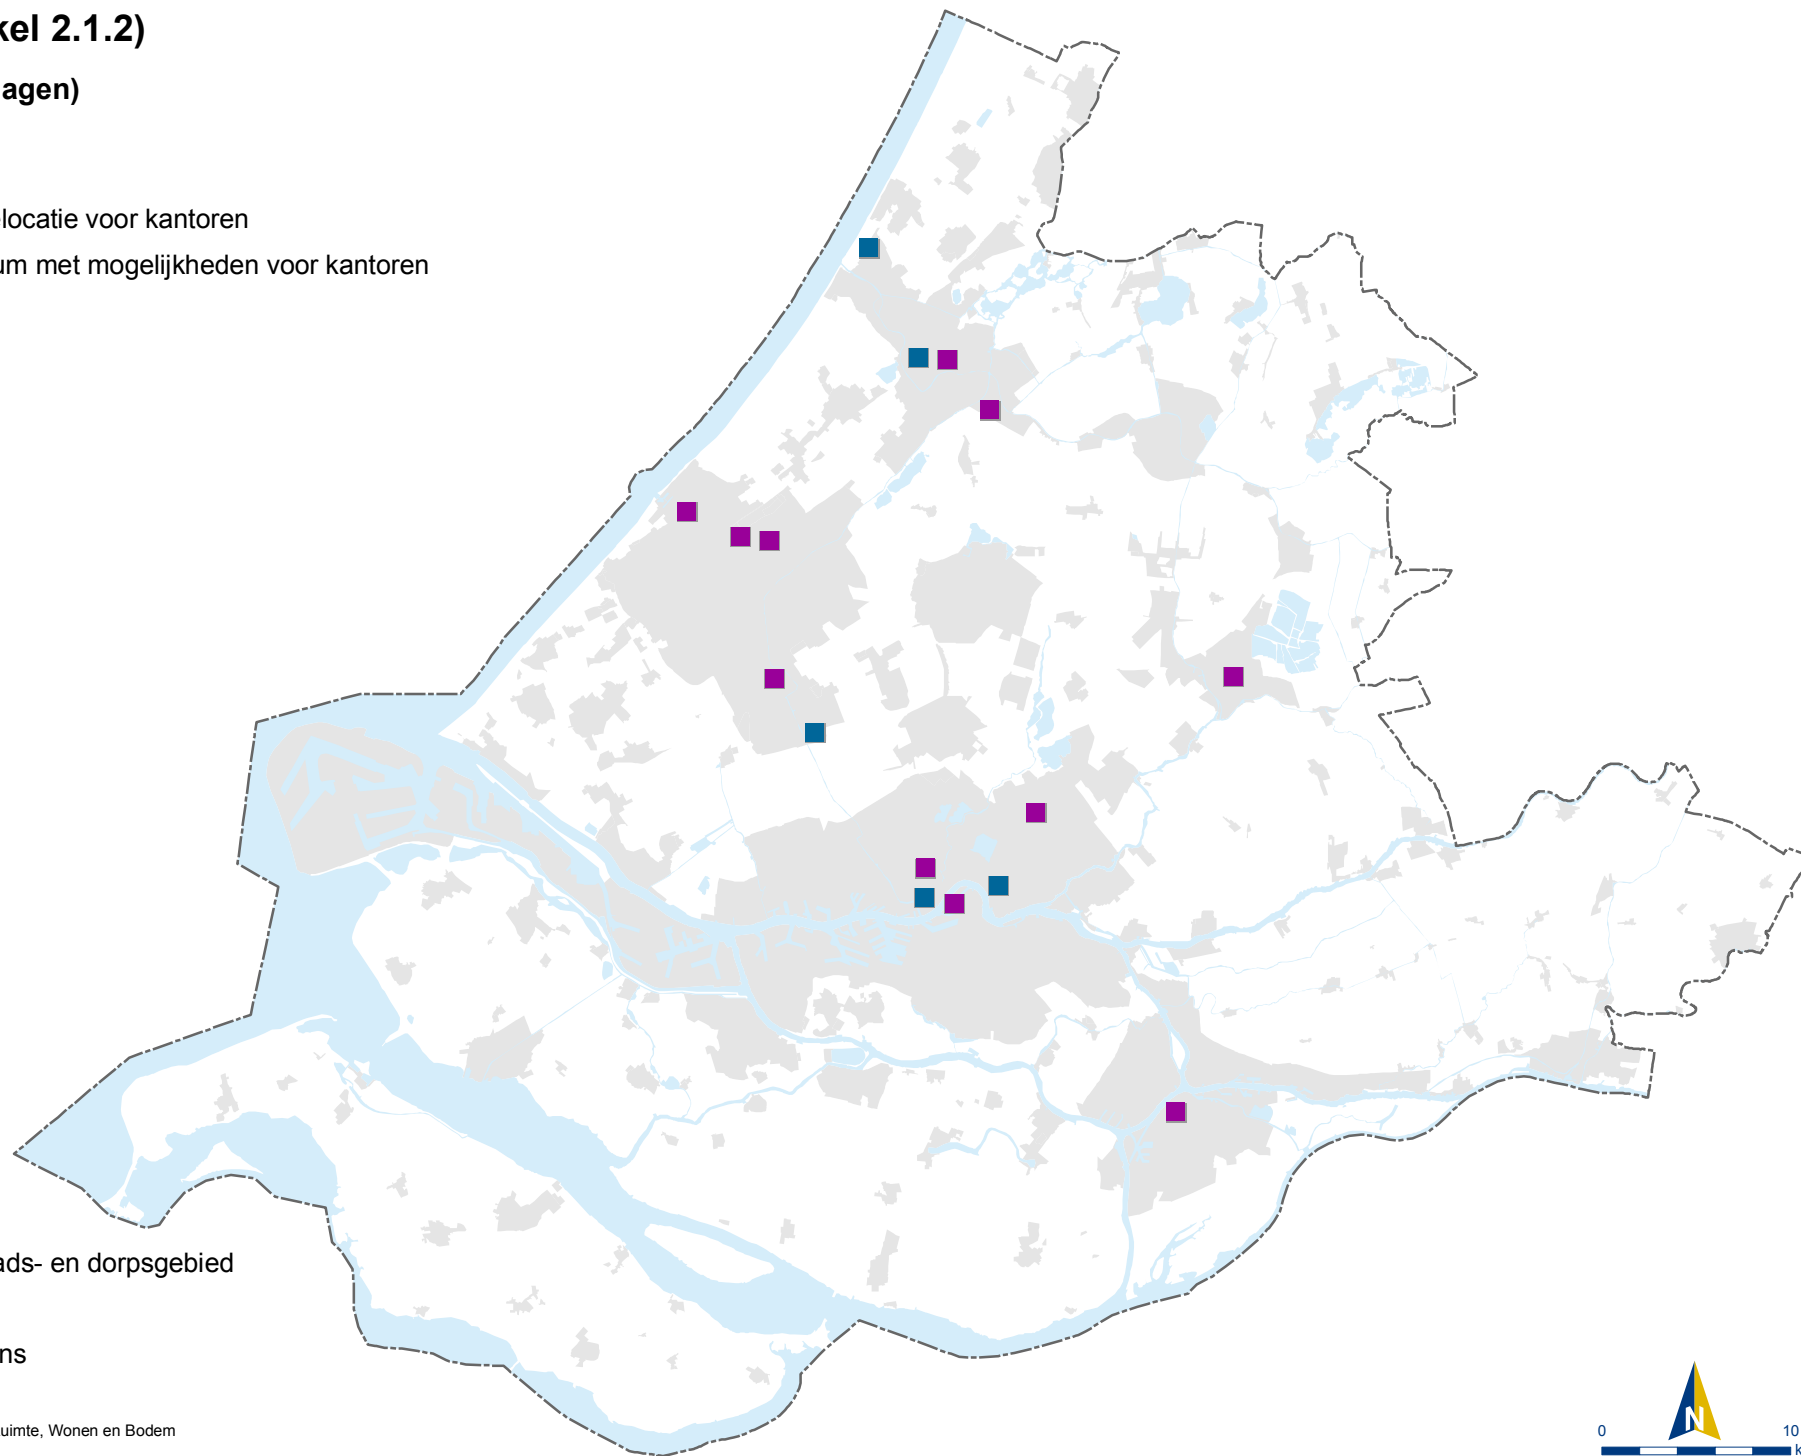 kel 2.1.2)
lagen)
locatie voor kantoren
um met mogelijkheden voor kantoren
ads- en dorpsgebied
ns
uimte, Wonen en Bodem
N
0 10
k